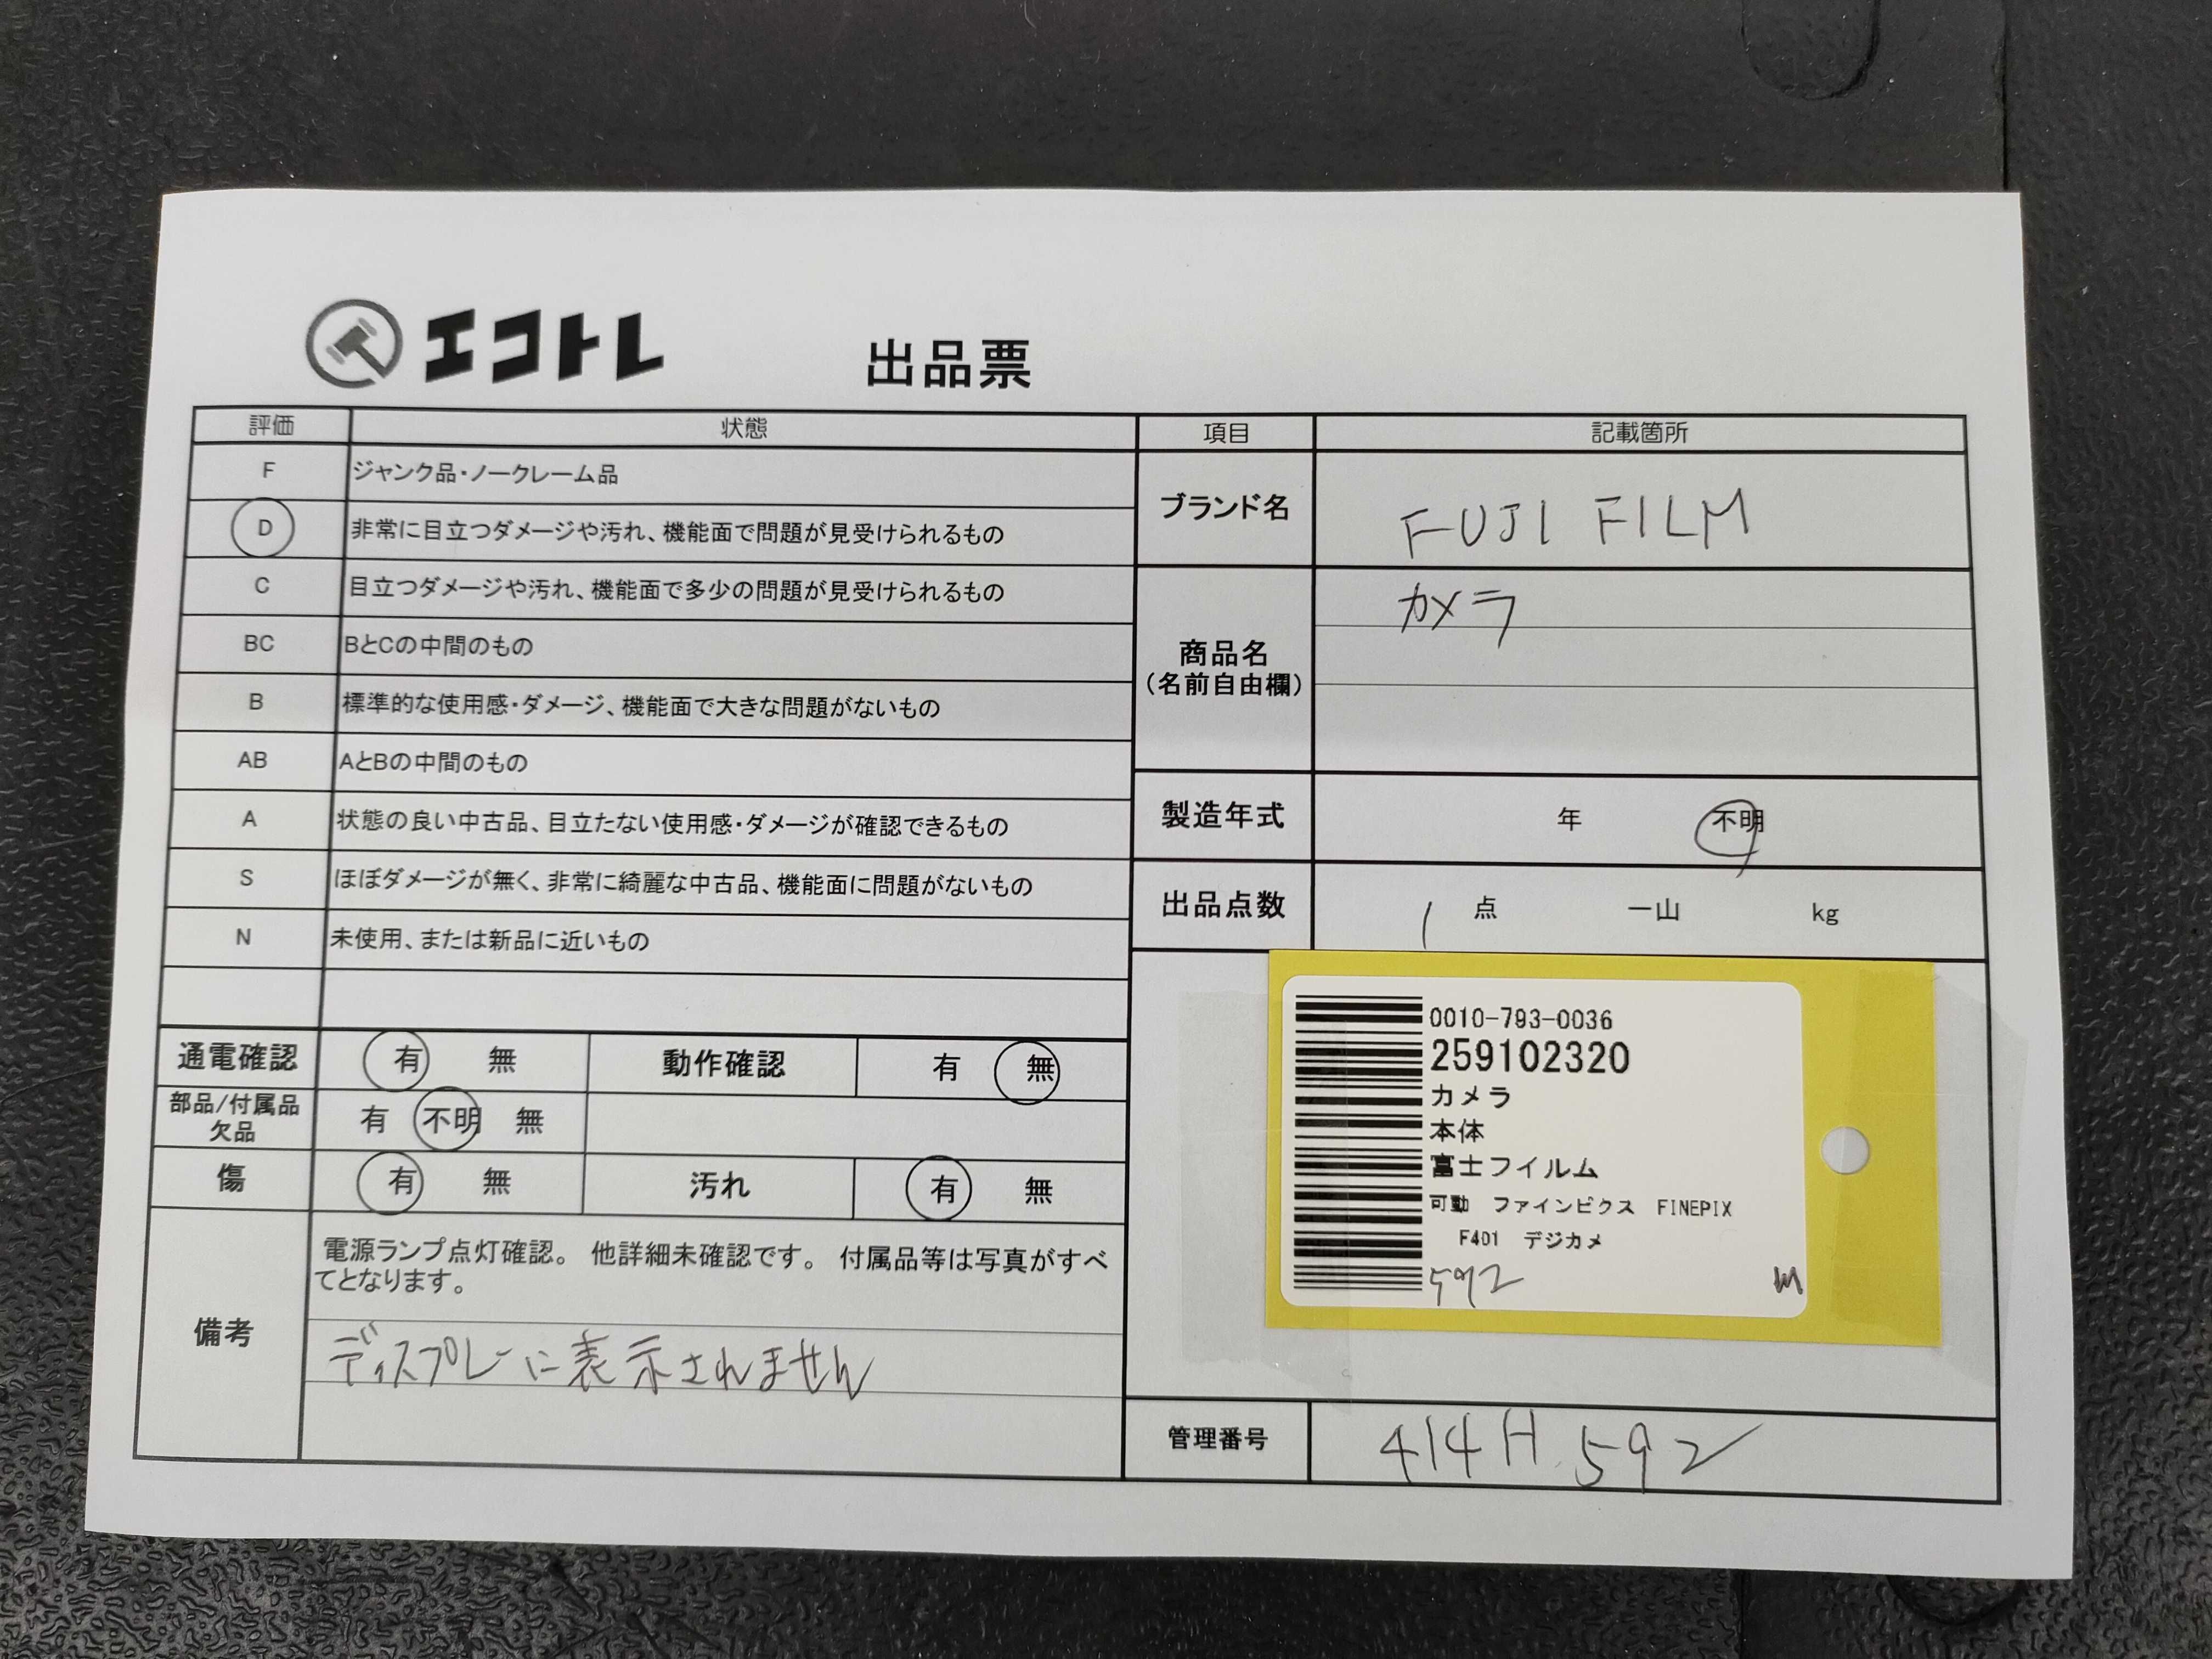 エコトレ
出品票
評価 状態
F ジャンク品・ノークレーム品
D 非常に目立つダメージや汚れ、機能面で問題が見受けられるもの
C 目立つダメージや汚れ、機能面で多少の問題が見受けられるもの
BC BとCの中間のもの
B 標準的な使用感・ダメージ、機能面で大きな問題がないもの
AB AとBの中間のもの
A 状態の良い中古品、目立たない使用感・ダメージが確認できるもの
S ほぼダメージが無く、非常に綺麗な中古品、機能面に問題がないもの
N 未使用、または新品に近いもの
通電確認 有 無 動作確認 有 無
部品/付属品
欠品 有 不明 無
傷 有 無 汚れ 有 無
備考
電源ランプ点灯確認。 他詳細未確認です。 付属品等は写真がすべ
てとなります。
ディスプレーに表示されません
項目 記載箇所
ブランド名 FUJI FILM
商品名
(名前自由欄)
カメラ
製造年式 年 不明
出品点数 1 点 一山 kg
0010-793-0036
259102320
カメラ
本体
富士フイルム
可動 ファインピクス FINEPIX
F401 デジカメ
592 m
管理番号 414H 592